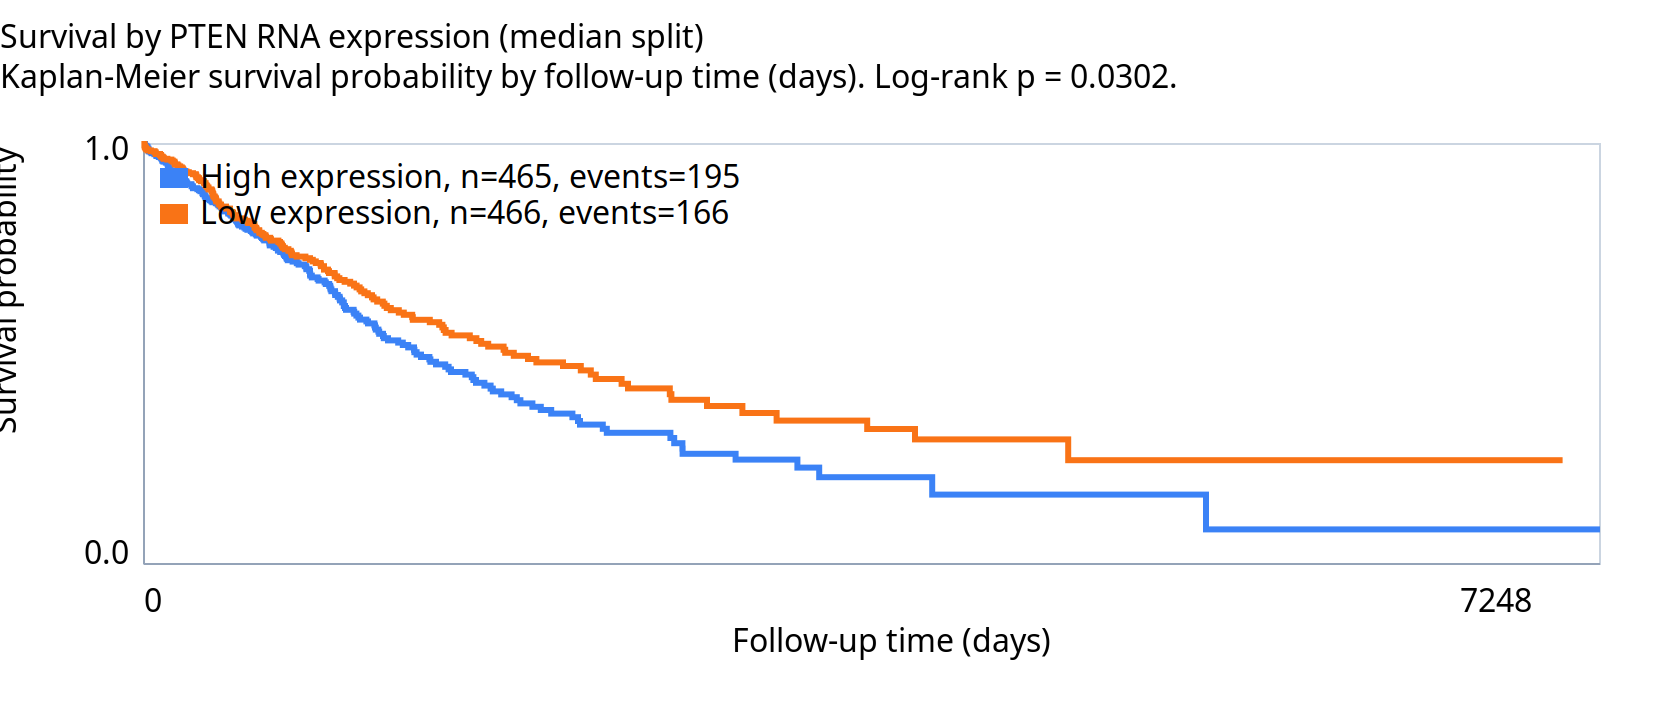 Survival by PTEN RNA expression (median split)
Kaplan-Meier survival probability by follow-up time (days). Log-rank p = 0.0302.
Survival probability
1.0
High expression, n=465, events=195
Low expression, n=466, events=166
0.0
0
7248
Follow-up time (days)